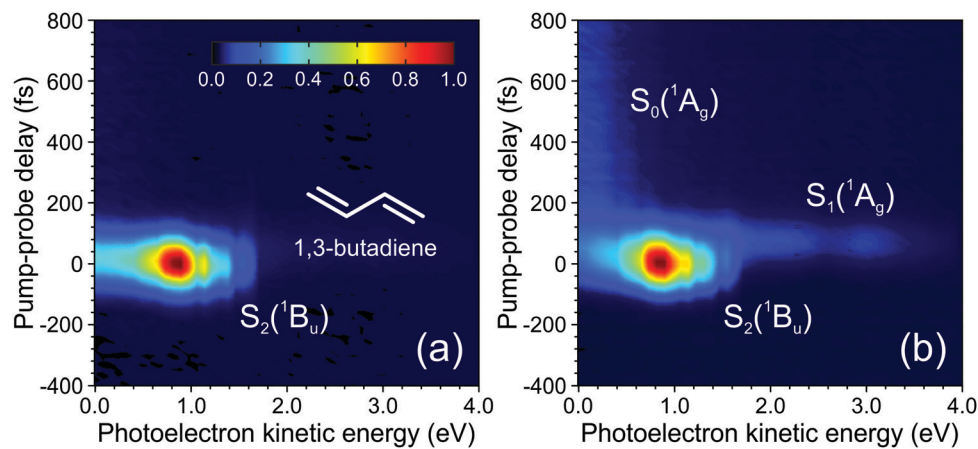 800
600
400
200
0
-200
-400
Pump-probe delay (fs)
0.0 0.2 0.4 0.6 0.8 1.0
1,3-butadiene
S₂(¹Bᵤ)
(a)
0.0 1.0 2.0 3.0 4.0
Photoelectron kinetic energy (eV)
800
600
400
200
0
-200
-400
Pump-probe delay (fs)
S₀(¹A_g)
S₁(¹A_g)
S₂(¹Bᵤ)
(b)
0.0 1.0 2.0 3.0 4.0
Photoelectron kinetic energy (eV)